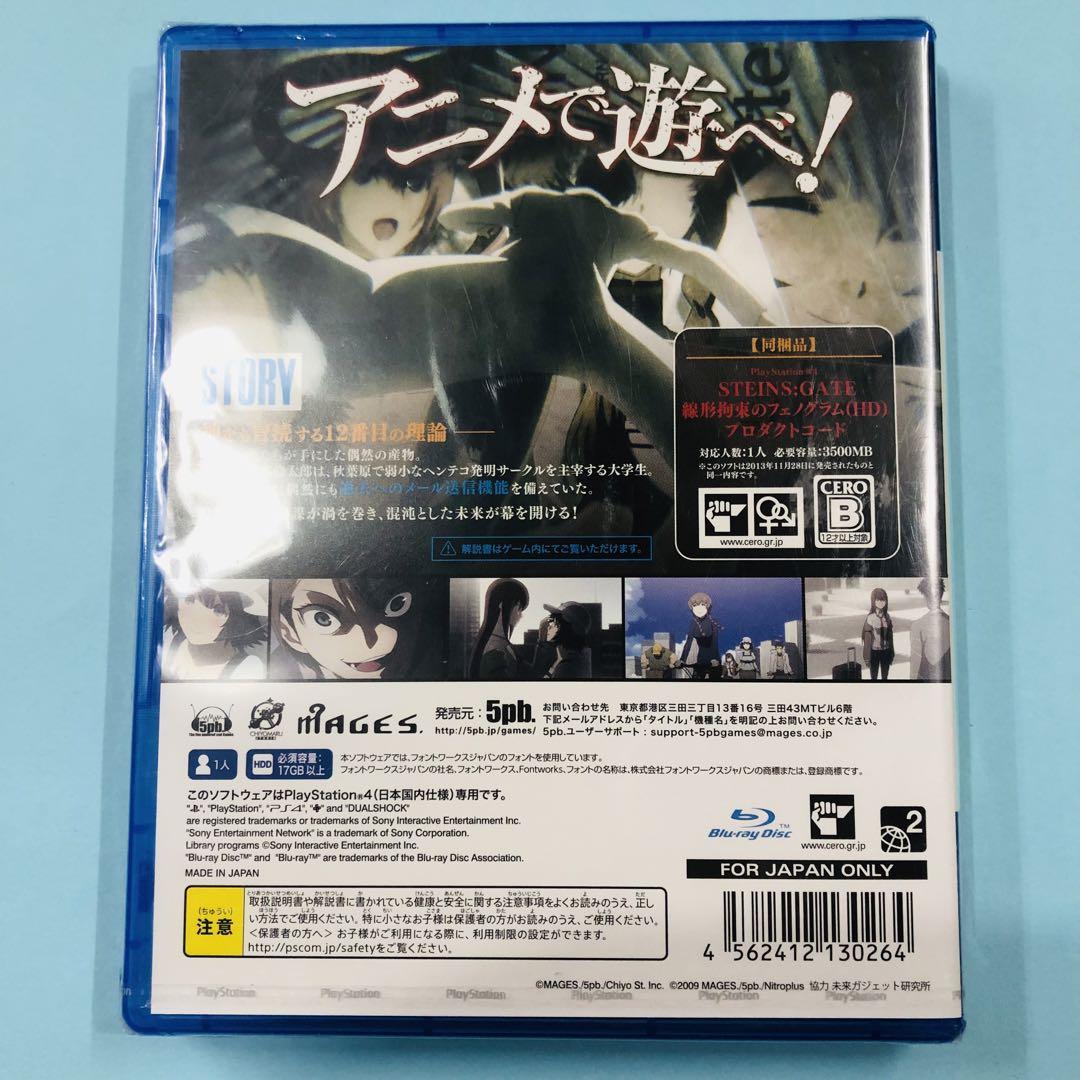 アニメで遊べ!
【同梱品】
PlayStation®4
STEINS;GATE
線形拘束のフェノグラム(HD)
プロダクトコード
対応人数:1人 必要容量:3500MB
※このソフトは2013年11月28日に発売されたものと
同一内容です。
www.cero.gr.jp
CERO
B
12才以上対象
STORY
する12番目の理論
が手にした偶然の産物。
太郎は、秋葉原で弱小なヘンテコ発明サークルを主宰する大学生。
偶然にも過去へのメール送信機能を備えていた。
が渦を巻き、混沌とした未来が幕を開ける!
解説書はゲーム内にてご覧いただけます。
5pb.
CHIYOMARU
STUDIO
MAGES.
発売元:5pb.
http://5pb.jp/games/
お問い合わせ先 東京都港区三田三丁目13番16号 三田43MTビル6階
下記メールアドレスから「タイトル」「機種名」を明記の上お問い合わせください。
5pb.ユーザーサポート:support-5pbgames@mages.co.jp
1人
HDD 必須容量:
17GB以上
本ソフトウェアでは、フォントワークスジャパンのフォントを使用しています。
フォントワークスジャパンの社名、フォントワークス、Fontworks、フォントの名称は、株式会社フォントワークスジャパンの商標または、登録商標です。
このソフトウェアはPlayStation®4(日本国内仕様)専用です。
"PlayStation", "PS4", and "DUALSHOCK"
are registered trademarks or trademarks of Sony Interactive Entertainment Inc.
"Sony Entertainment Network" is a trademark of Sony Corporation.
Library programs ©Sony Interactive Entertainment Inc.
"Blu-ray Disc™" and "Blu-ray™" are trademarks of the Blu-ray Disc Association.
MADE IN JAPAN
Blu-ray Disc™
www.cero.gr.jp
2
FOR JAPAN ONLY
(ちゅうい)
注意
取扱説明書や解説書に書かれている健康と安全に関する注意事項をよくお読みのうえ、正し
い方法でご使用ください。特に小さなお子様は保護者の方がお読みのうえ、ご使用ください。
<保護者の方へ> お子様がご利用になる際に、利用制限の設定ができます。
http://pscom.jp/safetyをご覧ください。
4 562412 130264
©MAGES./5pb./Chiyo St. Inc. ©2009 MAGES./5pb./Nitroplus 協力 未来ガジェット研究所
PlayStation PlayStation PlayStation PlayStation PlayStation PlayStation